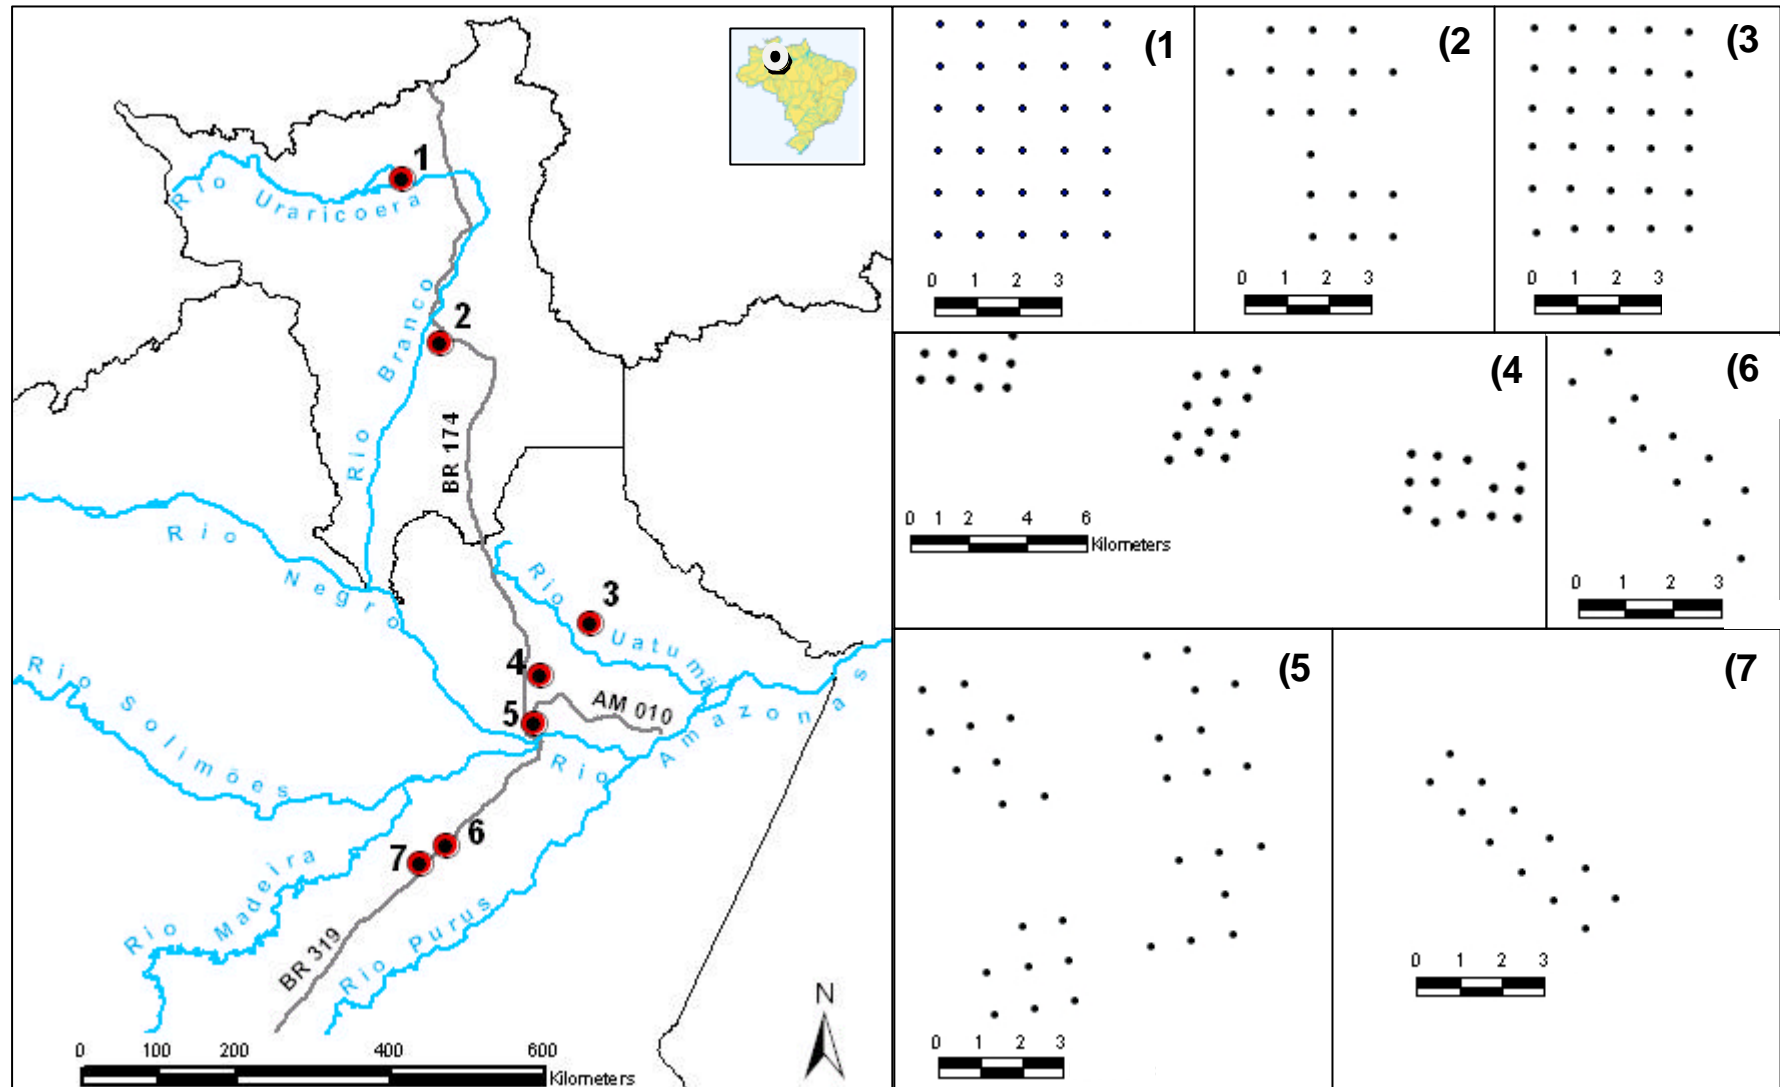 1
Rio Uraricoera
2
Rio Branco
BR 174
Rio Negro
3
Rio Uatumã
4
5
AM 010
Rio Solimões
Rio Amazonas
6
7
Rio Madeira
BR 319
Rio Purus
N
0 100 200 400 600
Kilometers
(1
0 1 2 3
(2
0 1 2 3
(3
0 1 2 3
(4
0 1 2 4 6
Kilometers
(6
0 1 2 3
(5
0 1 2 3
(7
0 1 2 3